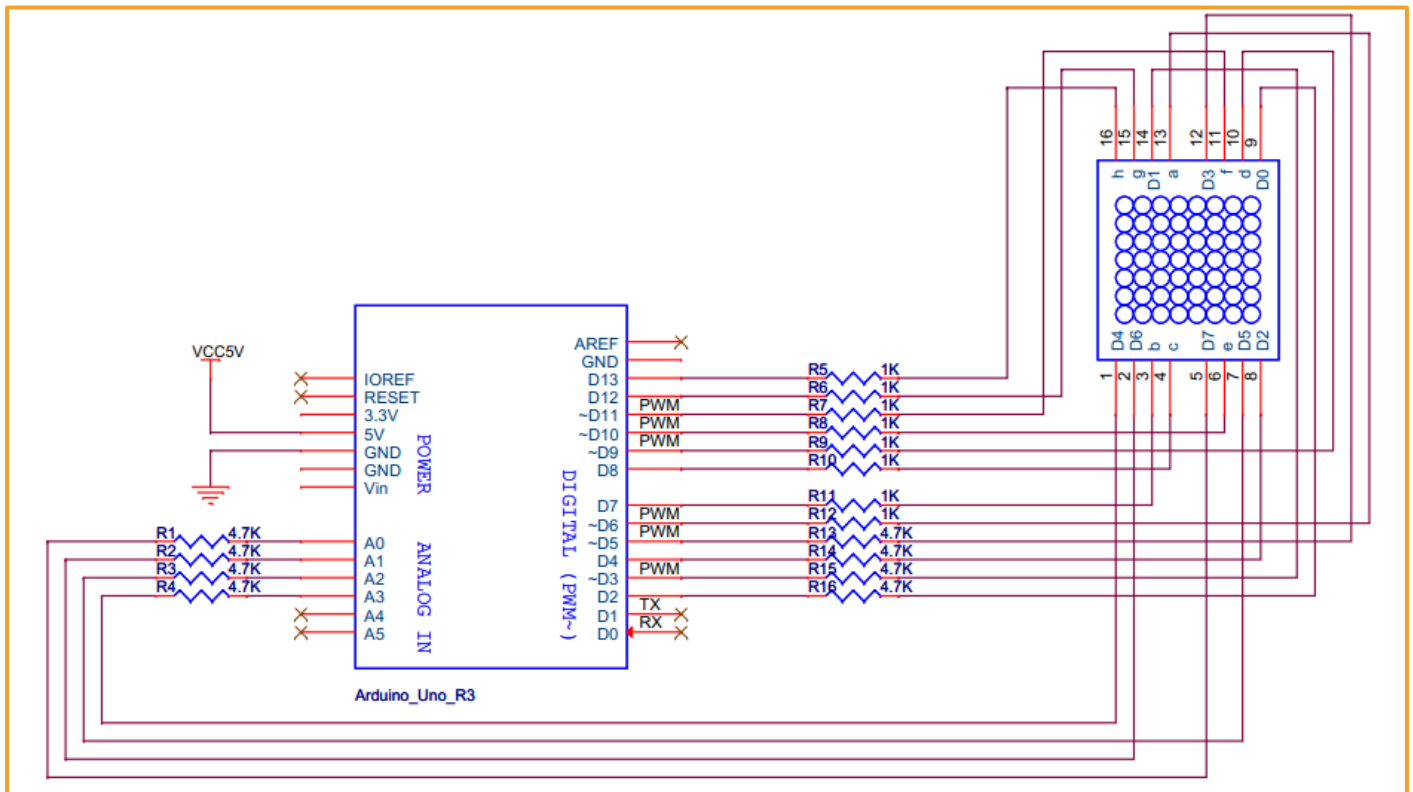 16 15 14 13 12 11 10 9
h g D1 a D3 f d D0
D4 D6 b c D7 e D5 D2
1 2 3 4 5 6 7 8
VCC5V
IOREF
RESET
3.3V
5V
GND
GND
Vin
POWER
A0
A1
A2
A3
A4
A5
ANALOG IN
R1 4.7K
R2 4.7K
R3 4.7K
R4 4.7K
AREF
GND
D13
D12
~D11
~D10
~D9
D8
D7
~D6
~D5
D4
~D3
D2
D1
D0
DIGITAL (PWM~)
PWM
PWM
PWM
PWM
PWM
PWM
TX
RX
R5 1K
R6 1K
R7 1K
R8 1K
R9 1K
R10 1K
R11 1K
R12 1K
R13 4.7K
R14 4.7K
R15 4.7K
R16 4.7K
Arduino_Uno_R3